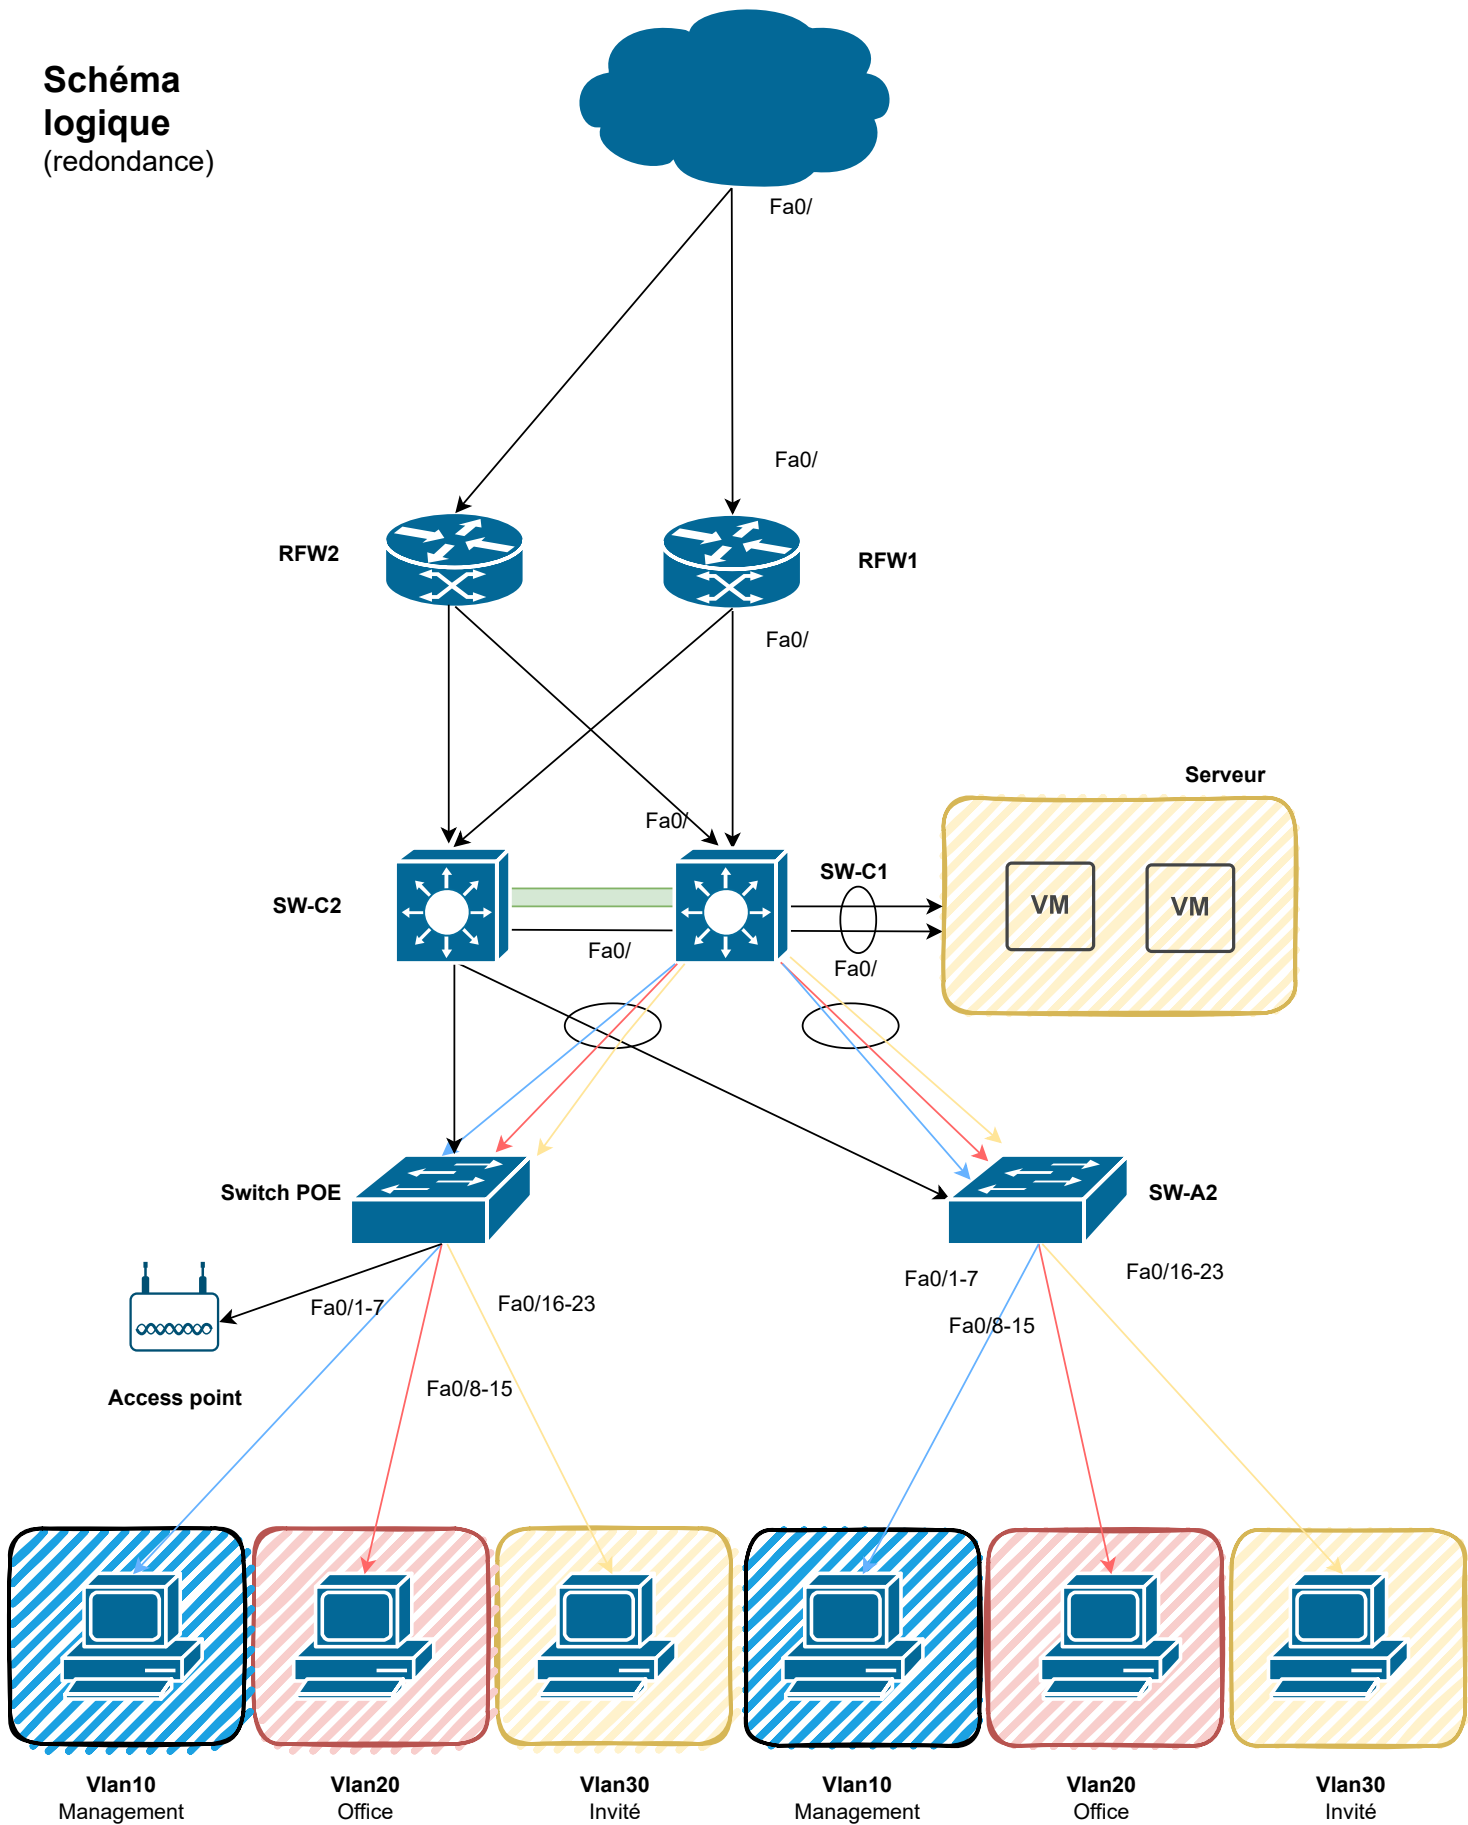 Schéma
logique
(redondance)
Fa0/
Fa0/
RFW2
RFW1
Fa0/
Serveur
Fa0/
SW-C1
VM
VM
SW-C2
Fa0/
Fa0/
Switch POE
SW-A2
Fa0/1-7
Fa0/16-23
Fa0/1-7
Fa0/16-23
Fa0/8-15
Fa0/8-15
Access point
Vlan10
Management
Vlan20
Office
Vlan30
Invité
Vlan10
Management
Vlan20
Office
Vlan30
Invité